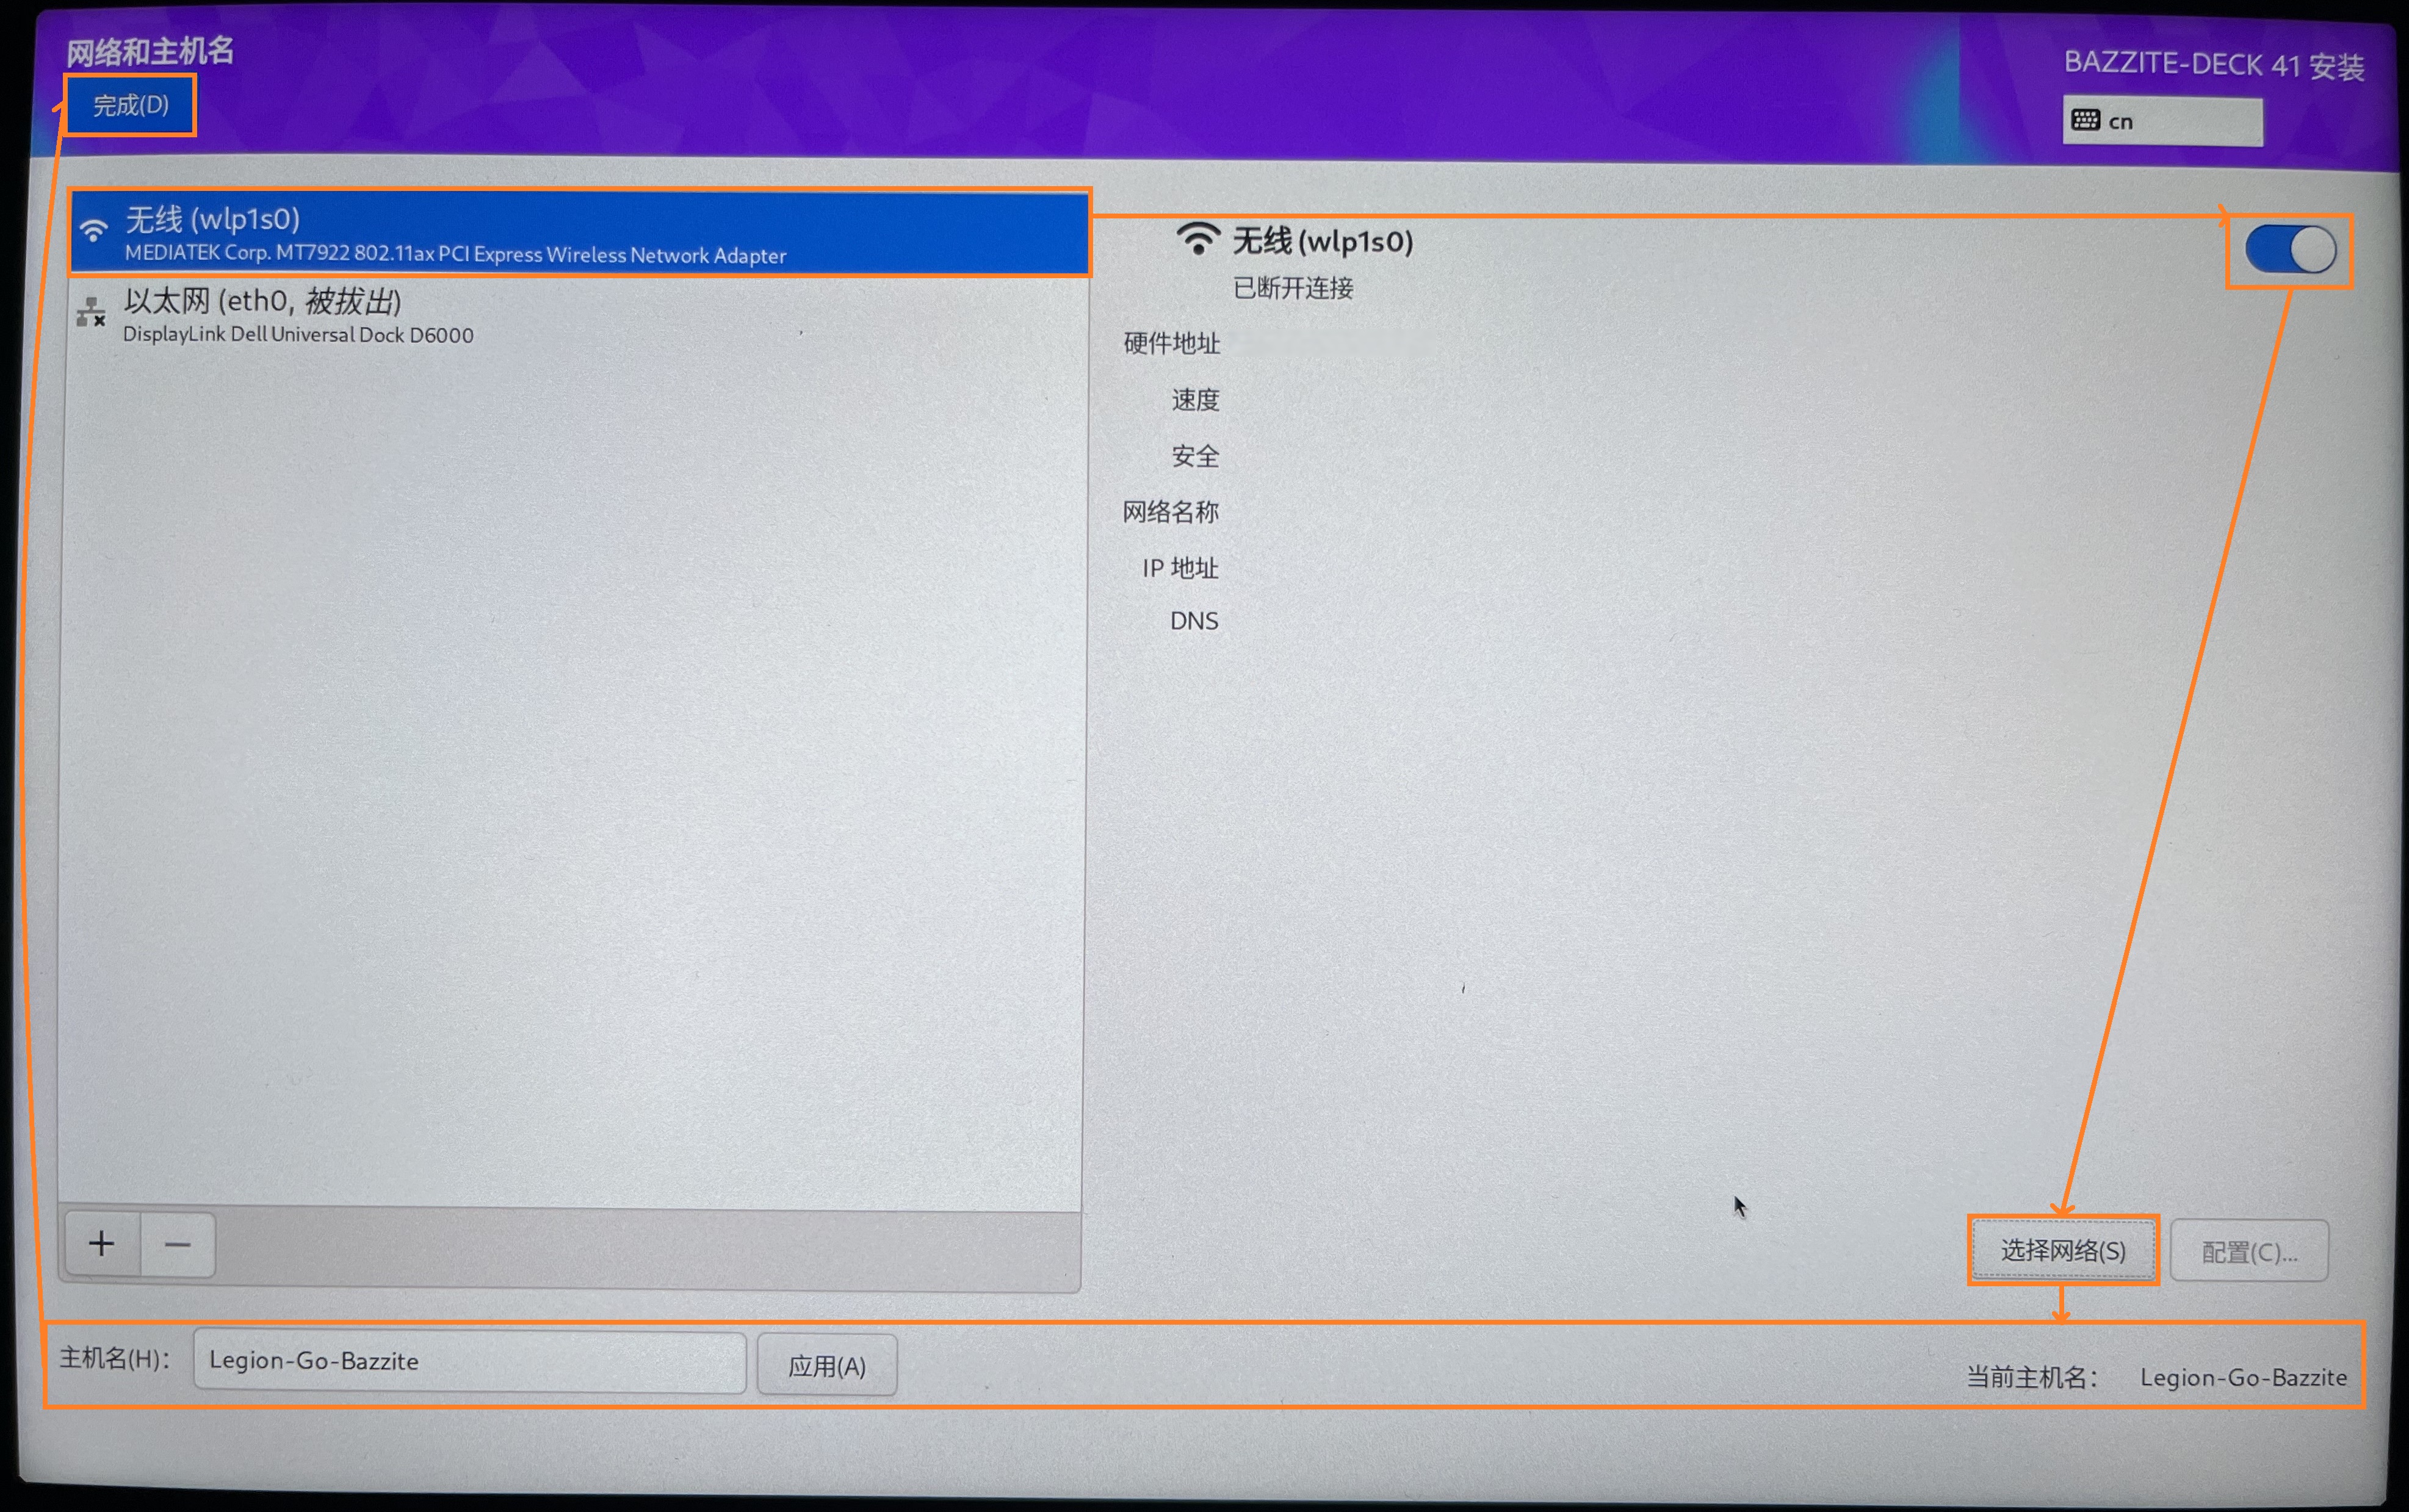 网络和主机名
完成(D)
BAZZITE-DECK 41 安装
cn
无线 (wlp1s0)
MEDIATEK Corp. MT7922 802.11ax PCI Express Wireless Network Adapter
以太网 (eth0, 被拔出)
DisplayLink Dell Universal Dock D6000
无线 (wlp1s0)
已断开连接
硬件地址
速度
安全
网络名称
IP 地址
DNS
选择网络(S)
配置(C)...
主机名(H)：
Legion-Go-Bazzite
应用(A)
当前主机名： Legion-Go-Bazzite